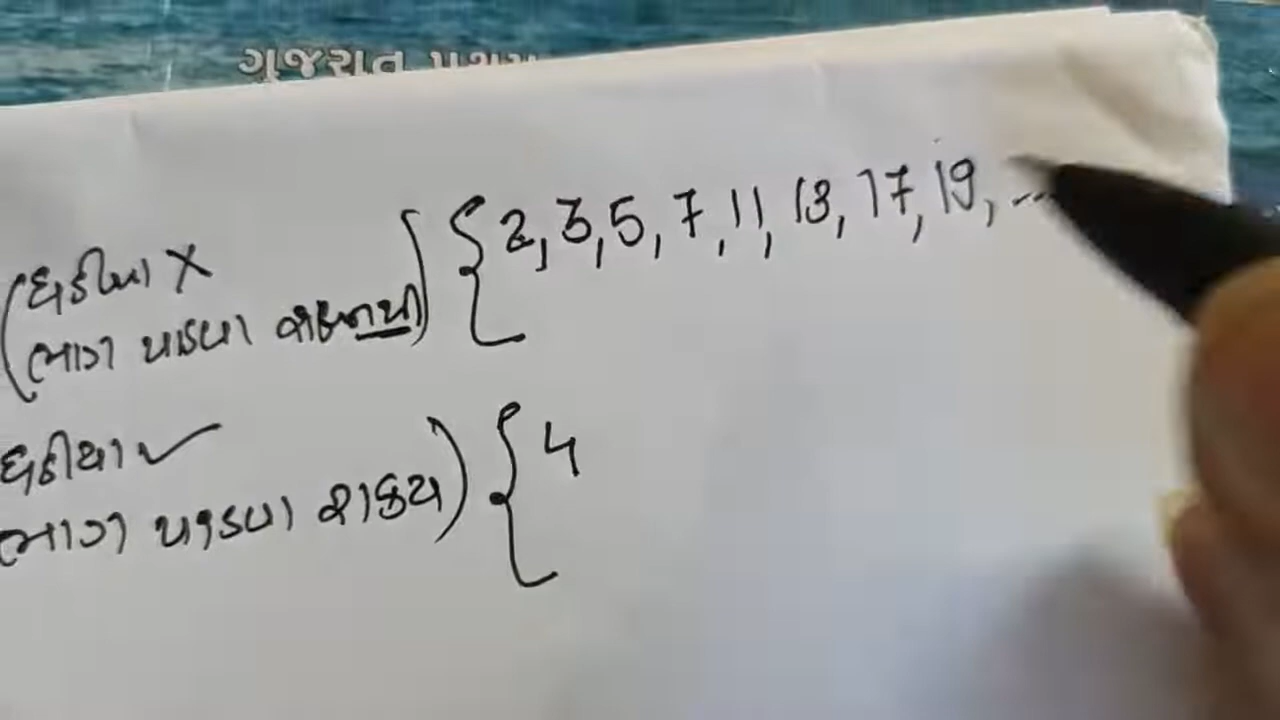 ગુજરાત
(ઘડીયા X
ભાગ પાડવા શક્ય નથી) { 2, 3, 5, 7, 11, 13, 17, 19, ...
ઘડીયા ✓
ભાગ પાડવા શક્ય) { 4